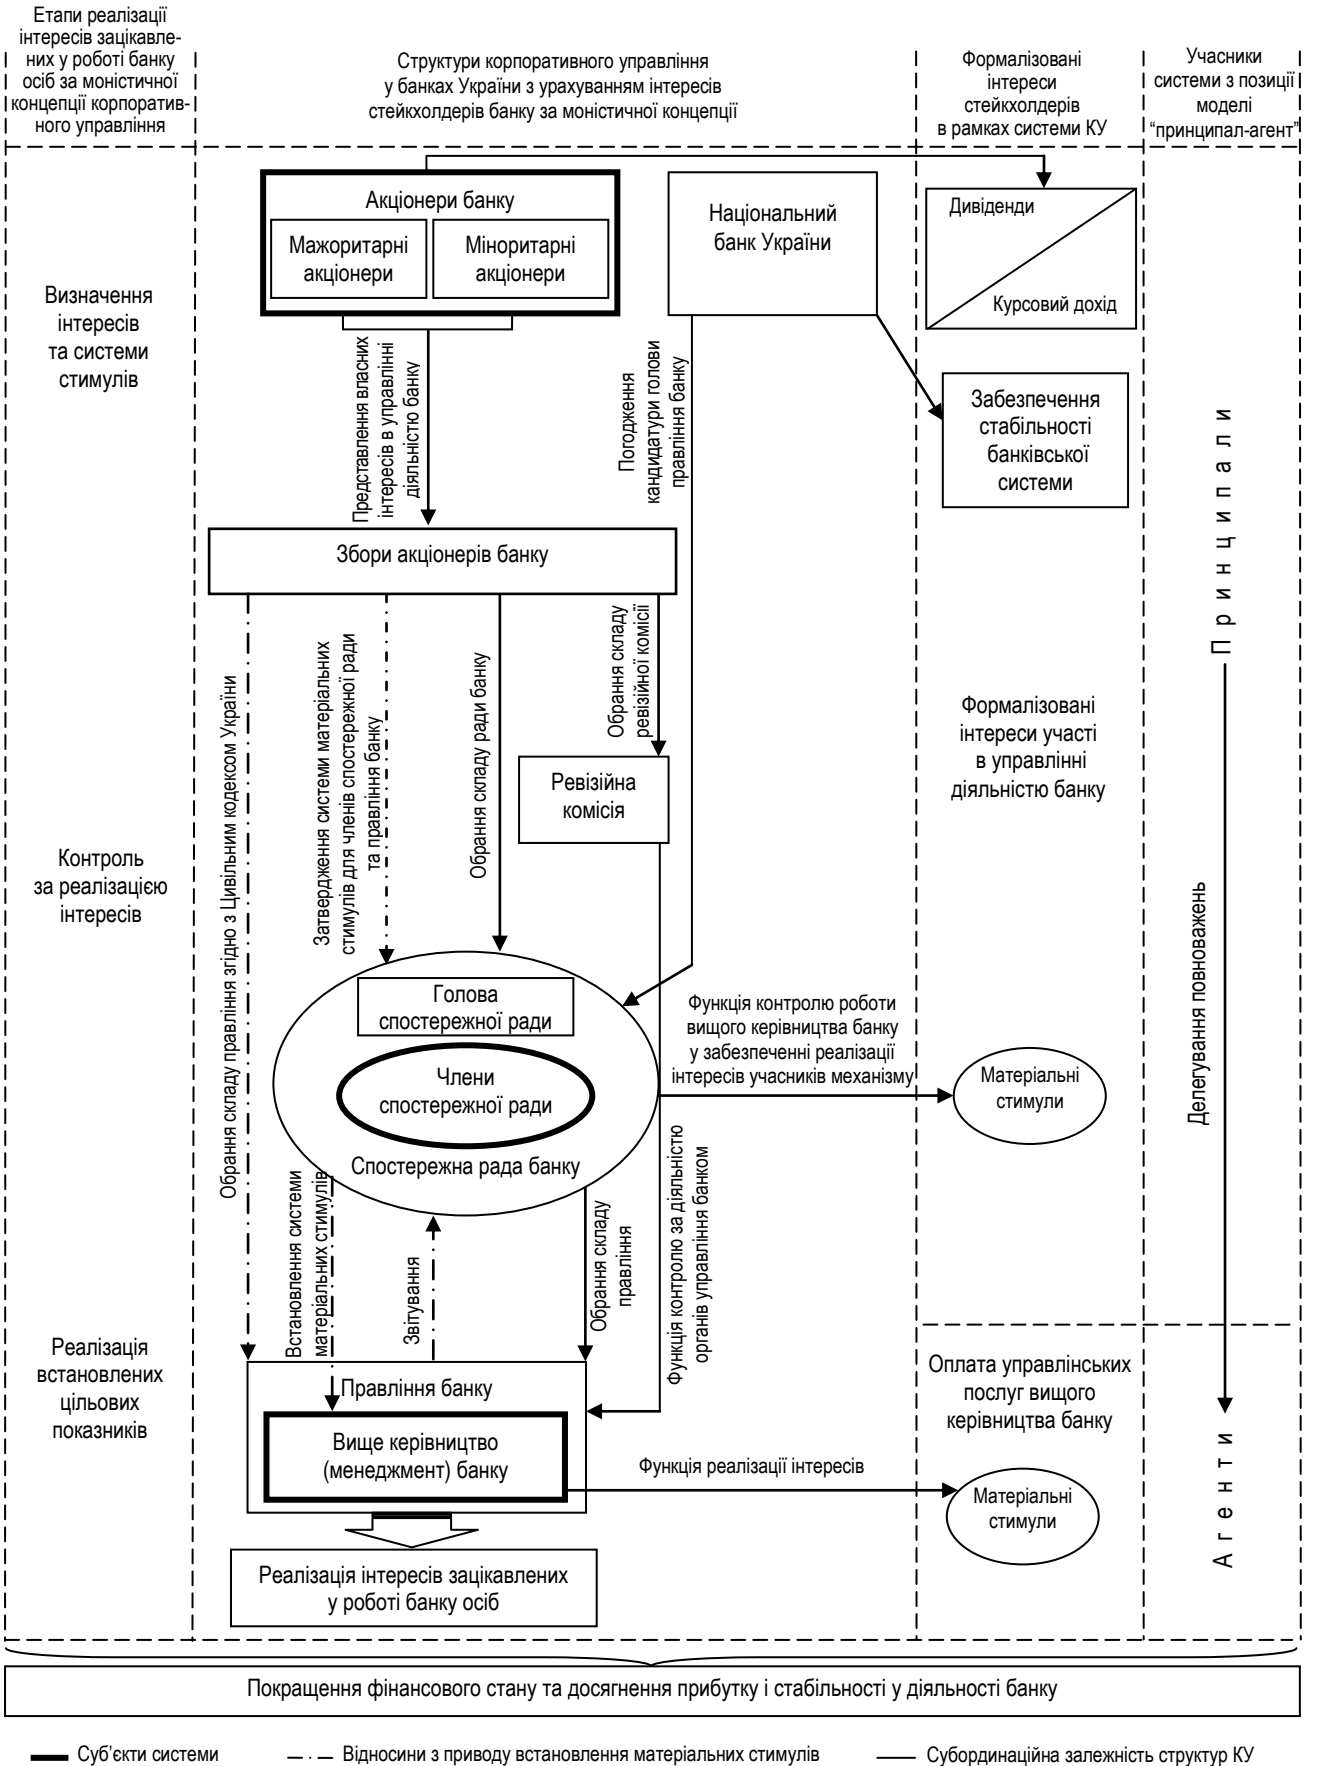 Етапи реалізації
інтересів зацікавле-
них у роботі банку
осіб за моністичної
концепції корпоратив-
ного управління
Структури корпоративного управління
у банках України з урахуванням інтересів
стейкхолдерів банку за моністичної концепції
Формалізовані
інтереси
стейкхолдерів
в рамках системи КУ
Учасники
системи з позиції
моделі
“принципал-агент”
Визначення
інтересів
та системи
стимулів
Акціонери банку
Мажоритарні
акціонери
Міноритарні
акціонери
Національний
банк України
Дивіденди
Курсовий дохід
Представлення власних
інтересів в управлінні
діяльністю банку
Погодження
кандидатури голови
правління банку
Забезпечення
стабільності
банківської
системи
Принципали
Збори акціонерів банку
Обрання складу правління згідно з Цивільним кодексом України
Затвердження системи матеріальних
стимулів для членів спостережної ради
та правління банку
Обрання складу ради банку
Обрання складу
ревізійної комісії
Ревізійна
комісія
Формалізовані
інтереси участі
в управлінні
діяльністю банку
Контроль
за реалізацією
інтересів
Делегування повноважень
Голова
спостережної ради
Члени
спостережної ради
Спостережна рада банку
Функція контролю роботи
вищого керівництва банку
у забезпеченні реалізації
інтересів учасників механізму
Матеріальні
стимули
Встановлення системи
матеріальних стимулів
Звітування
Обрання складу
правління
Функція контролю за діяльністю
органів управління банком
Реалізація
встановлених
цільових
показників
Правління банку
Вище керівництво
(менеджмент) банку
Функція реалізації інтересів
Оплата управлінських
послуг вищого
керівництва банку
Матеріальні
стимули
Агенти
Реалізація інтересів зацікавлених
у роботі банку осіб
Покращення фінансового стану та досягнення прибутку і стабільності у діяльності банку
Суб’єкти системи
Відносини з приводу встановлення матеріальних стимулів
Субординаційна залежність структур КУ